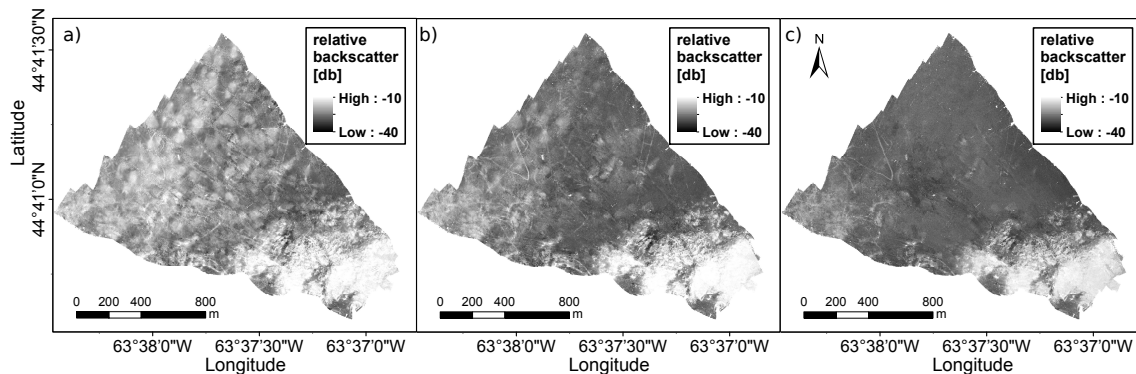 a)
relative
backscatter
[db]
High : -10
Low : -40
b)
relative
backscatter
[db]
High : -10
Low : -40
c)
N
relative
backscatter
[db]
High : -10
Low : -40
Latitude
44°41'30"N
44°41'0"N
0 200 400 800
m
0 200 400 800
m
0 200 400 800
m
63°38'0"W 63°37'30"W 63°37'0"W
63°38'0"W 63°37'30"W 63°37'0"W
63°38'0"W 63°37'30"W 63°37'0"W
Longitude
Longitude
Longitude